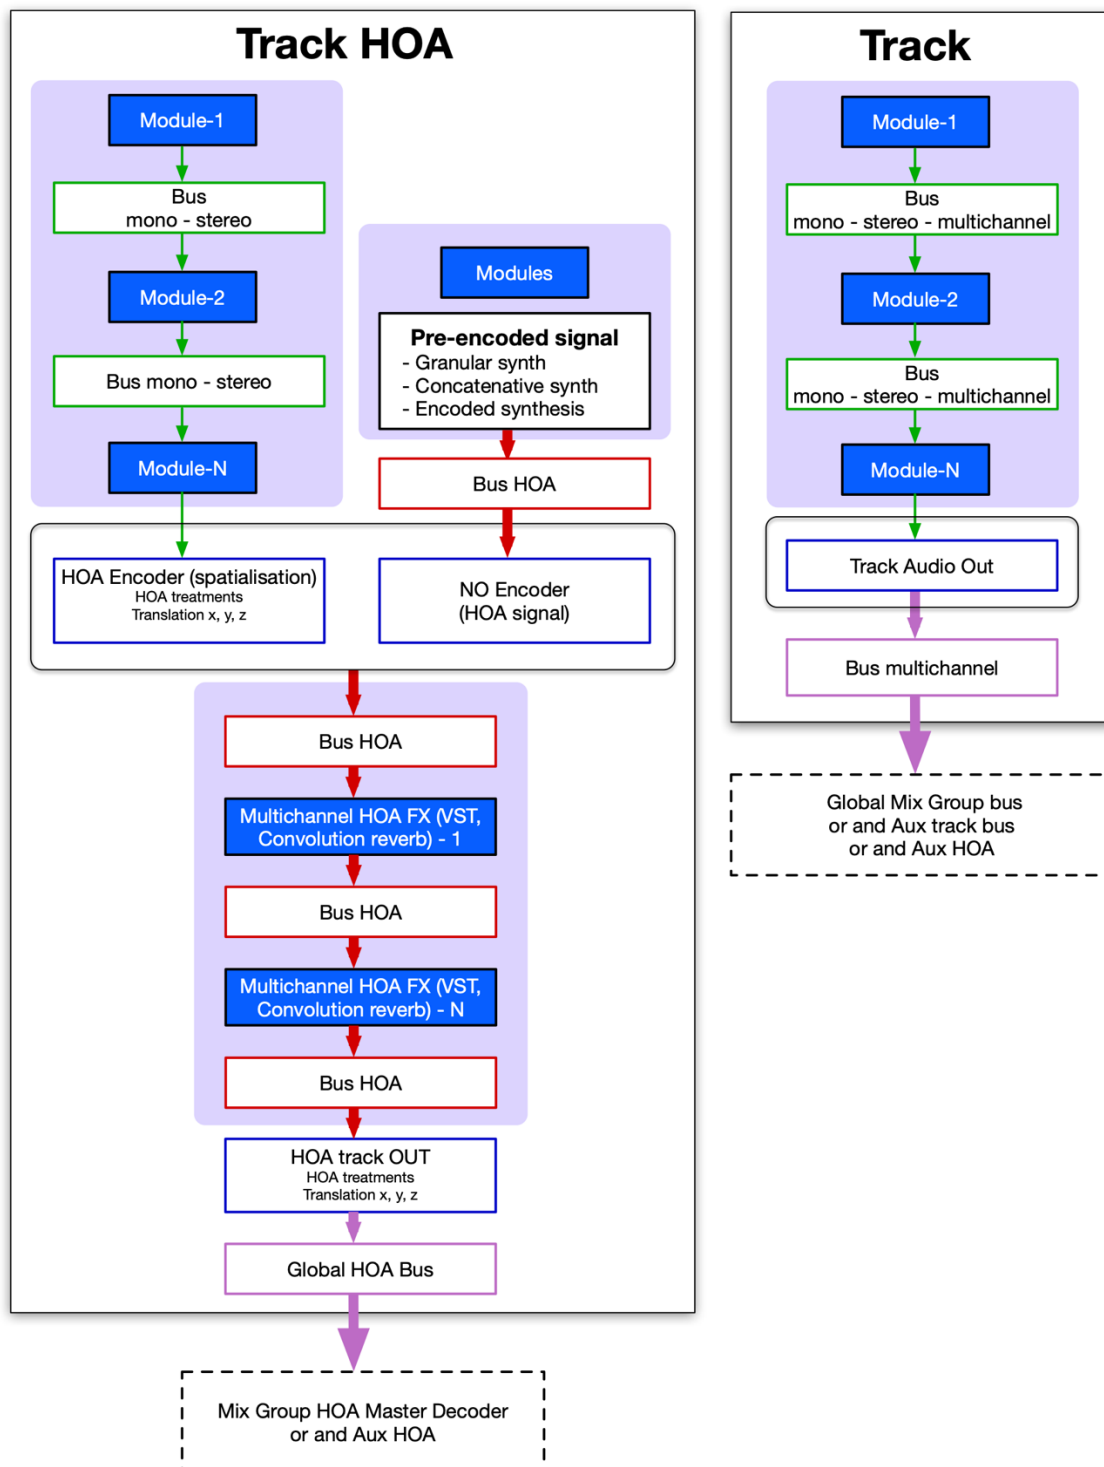 Track HOA
Module-1
Bus
mono - stereo
Module-2
Bus mono - stereo
Module-N
Modules
Pre-encoded signal
- Granular synth
- Concatenative synth
- Encoded synthesis
Bus HOA
HOA Encoder (spatialisation)
HOA treatments
Translation x, y, z
NO Encoder
(HOA signal)
Bus HOA
Multichannel HOA FX (VST,
Convolution reverb) - 1
Bus HOA
Multichannel HOA FX (VST,
Convolution reverb) - N
Bus HOA
HOA track OUT
HOA treatments
Translation x, y, z
Global HOA Bus
Mix Group HOA Master Decoder
or and Aux HOA
Track
Module-1
Bus
mono - stereo - multichannel
Module-2
Bus
mono - stereo - multichannel
Module-N
Track Audio Out
Bus multichannel
Global Mix Group bus
or and Aux track bus
or and Aux HOA